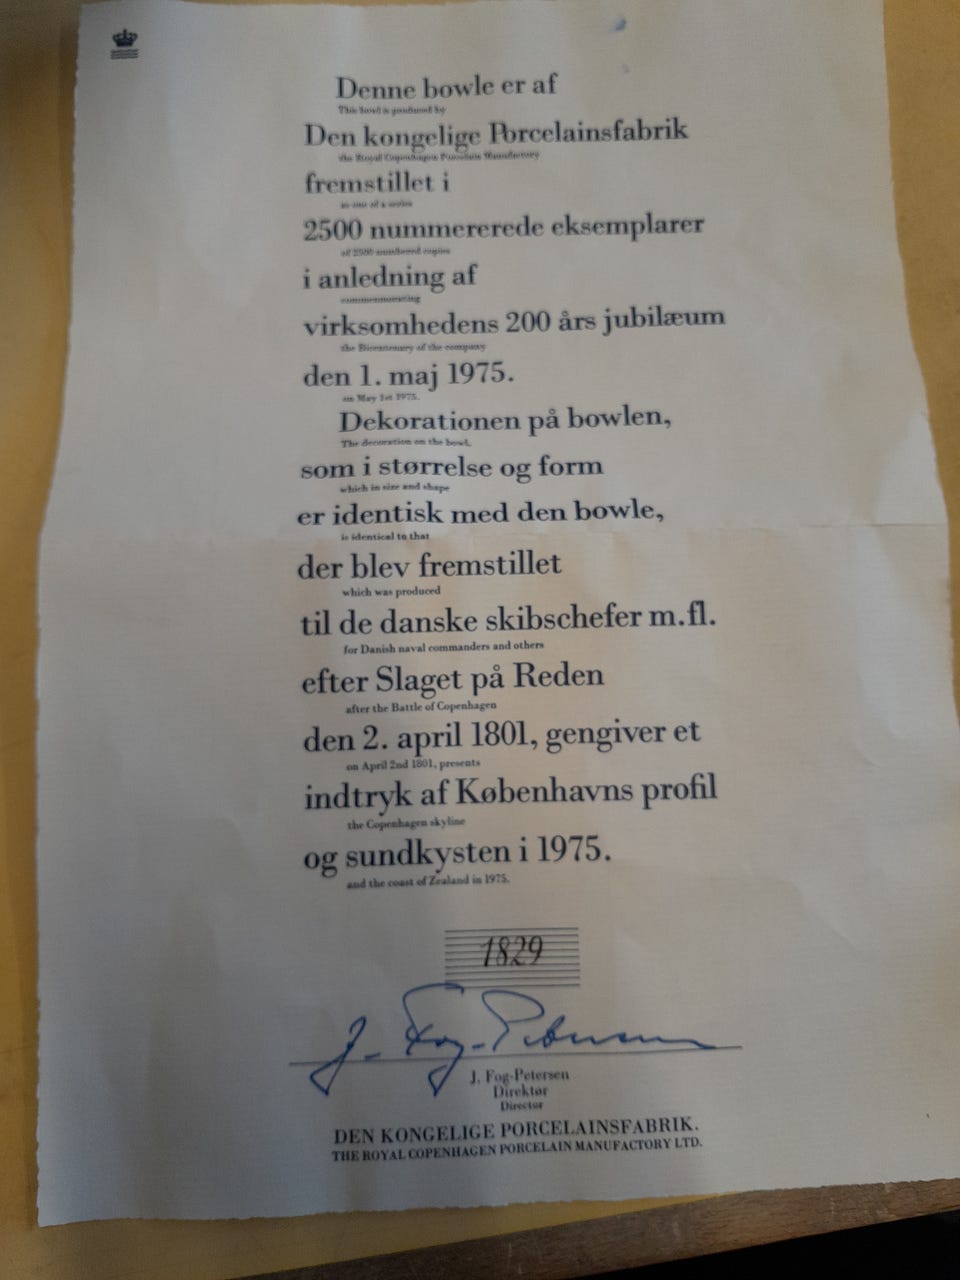 Denne bowle er af
This bowl is produced by
Den kongelige Porcelainsfabrik
the Royal Copenhagen Porcelain Manufactory
fremstillet i
as one of a series
2500 nummererede eksemplarer
of 2500 numbered copies
i anledning af
commemorating
virksomhedens 200 års jubilæum
the Bicentenary of the company
den 1. maj 1975.
on May 1st 1975.
Dekorationen på bowlen,
The decoration on the bowl,
som i størrelse og form
which in size and shape
er identisk med den bowle,
is identical to that
der blev fremstillet
which was produced
til de danske skibschefer m.fl.
for Danish naval commanders and others
efter Slaget på Reden
after the Battle of Copenhagen
den 2. april 1801, gengiver et
on April 2nd 1801, presents
indtryk af Københavns profil
the Copenhagen skyline
og sundkysten i 1975.
and the coast of Zealand in 1975.
1829
J. Fog-Petersen
J. Fog-Petersen
Direktør
Director
DEN KONGELIGE PORCELAINSFABRIK.
THE ROYAL COPENHAGEN PORCELAIN MANUFACTORY LTD.